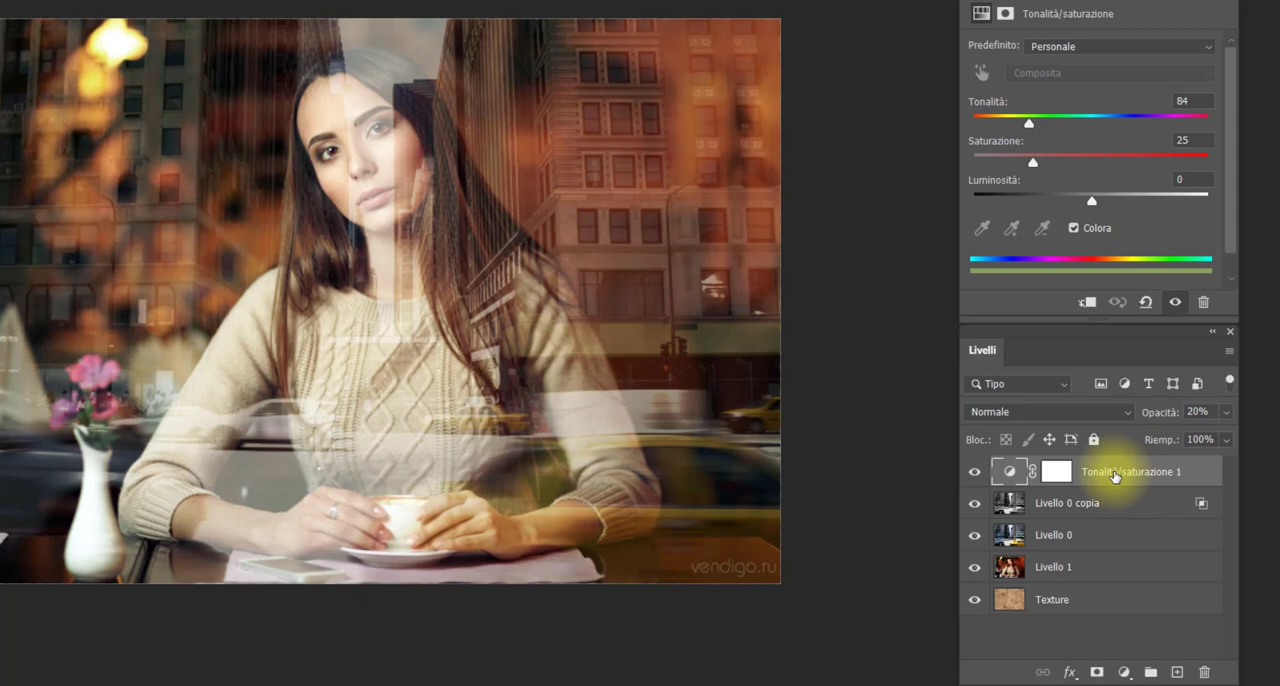 Tonalità/saturazione
Predefinito: Personale
Composita
Tonalità: 84
Saturazione: 25
Luminosità: 0
Colora
Livelli
Tipo
Normale Opacità: 20%
Bloc.: Riemp.: 100%
Tonalità/saturazione 1
Livello 0 copia
Livello 0
Livello 1
Texture
fx
vendigo.ru